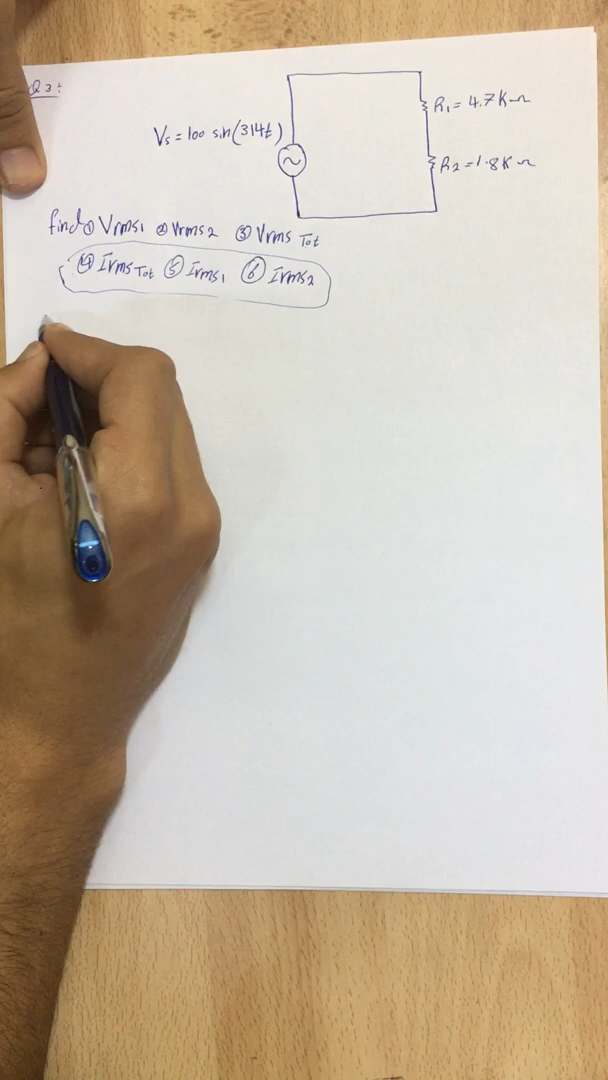 Q3:
Vs = 100 sin(314t)
R1 = 4.7KΩ
R2 = 1.8KΩ
find ① Vrms1 ② Vrms2 ③ Vrms Tot
④ Irms Tot ⑤ Irms1 ⑥ Irms2